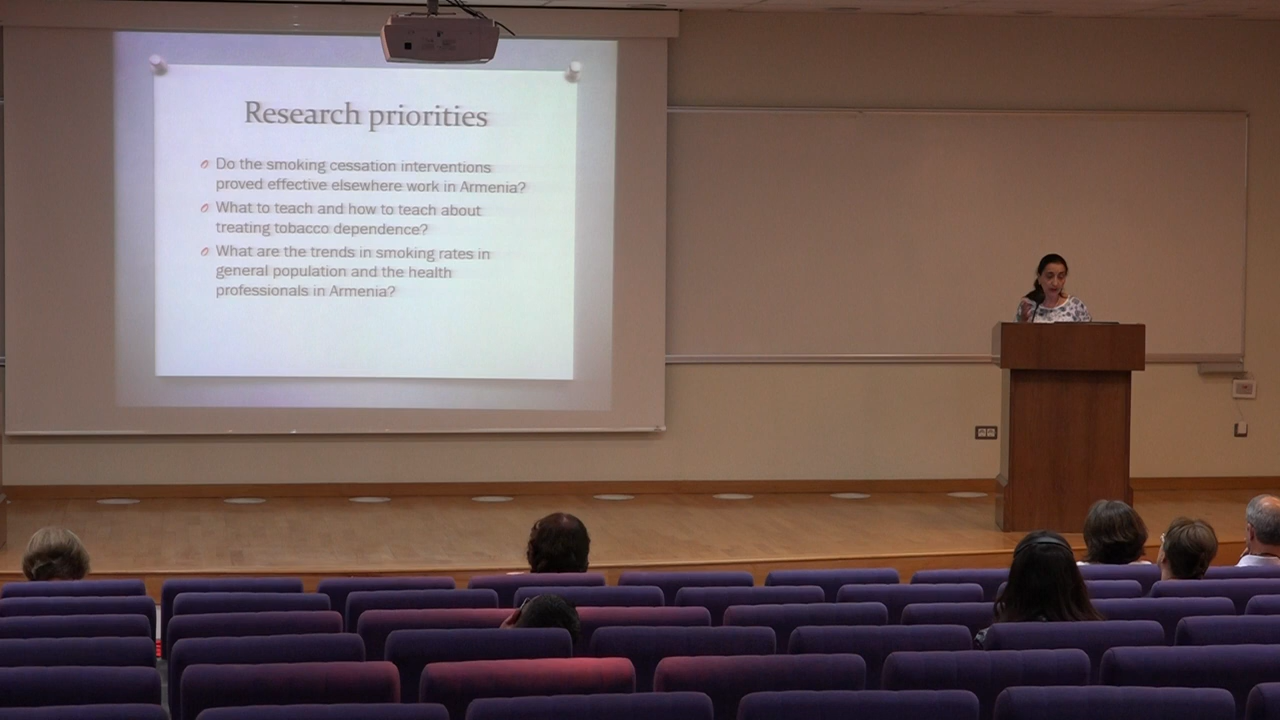 Research priorities
Do the smoking cessation interventions
proved effective elsewhere work in Armenia?
What to teach and how to teach about
treating tobacco dependence?
What are the trends in smoking rates in
general population and the health
professionals in Armenia?